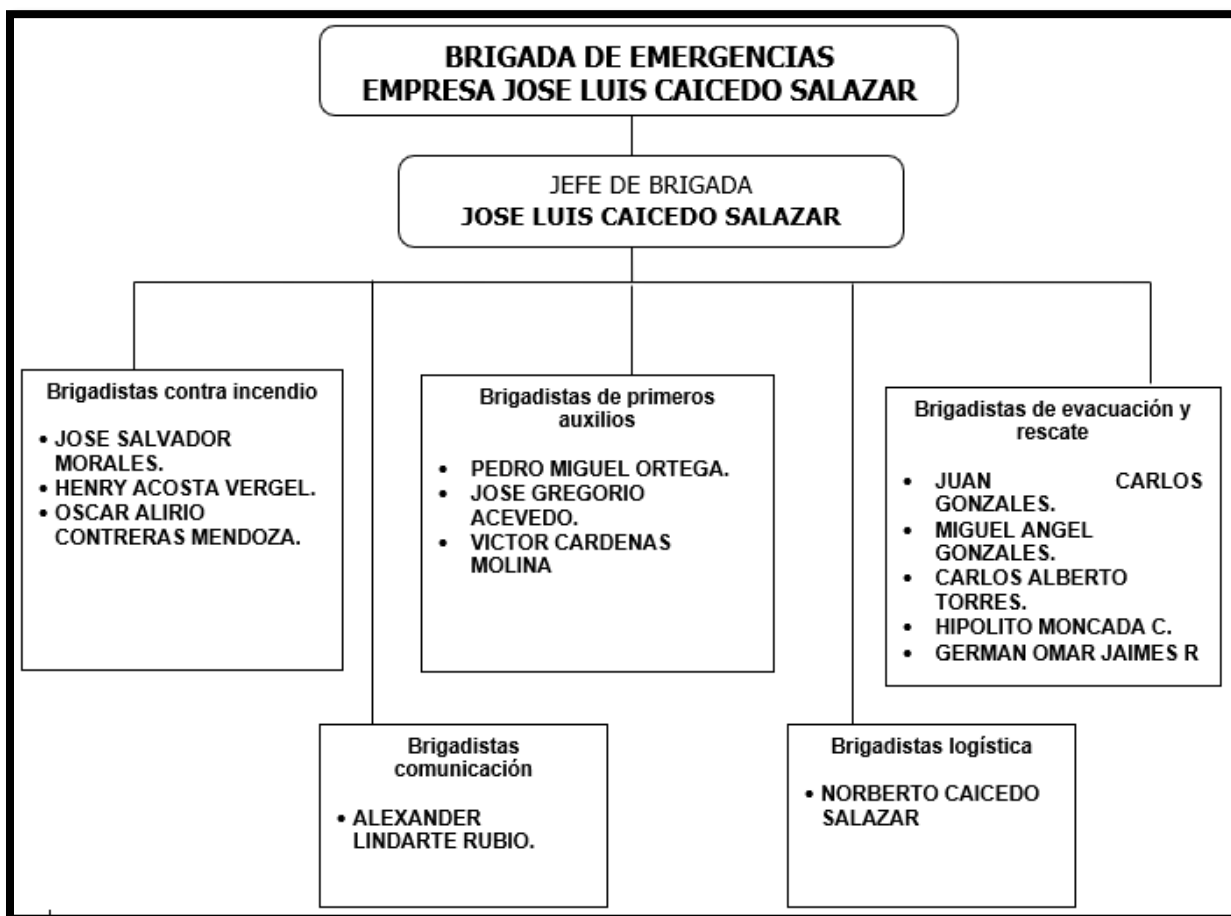 BRIGADA DE EMERGENCIAS
EMPRESA JOSE LUIS CAICEDO SALAZAR
JEFE DE BRIGADA
JOSE LUIS CAICEDO SALAZAR
Brigadistas contra incendio
• JOSE SALVADOR
MORALES.
• HENRY ACOSTA VERGEL.
• OSCAR ALIRIO
CONTRERAS MENDOZA.
Brigadistas de primeros
auxilios
• PEDRO MIGUEL ORTEGA.
• JOSE GREGORIO
ACEVEDO.
• VICTOR CARDENAS
MOLINA
Brigadistas de evacuación y
rescate
• JUAN CARLOS
GONZALES.
• MIGUEL ANGEL
GONZALES.
• CARLOS ALBERTO
TORRES.
• HIPOLITO MONCADA C.
• GERMAN OMAR JAIMES R
Brigadistas
comunicación
• ALEXANDER
LINDARTE RUBIO.
Brigadistas logística
• NORBERTO CAICEDO
SALAZAR